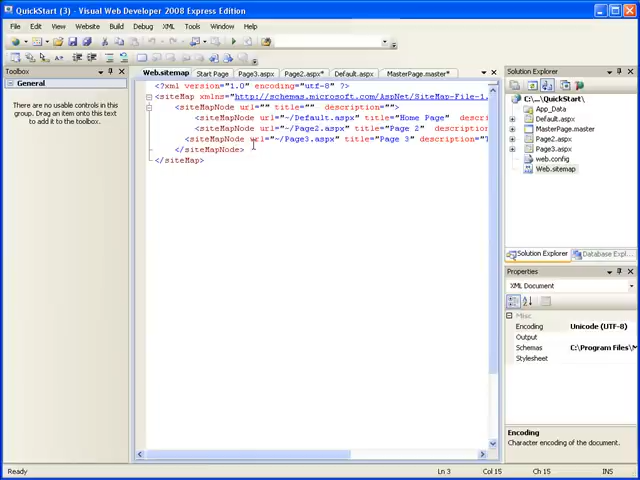 QuickStart (3) - Visual Web Developer 2008 Express Edition
File Edit View Website Build Debug XML Tools Window Help
Toolbox
General
There are no usable controls in this
group. Drag an item onto this text
to add it to the toolbox.
Web.sitemap Start Page Page3.aspx Page2.aspx* Default.aspx MasterPage.master*
<?xml version="1.0" encoding="utf-8" ?>
<siteMap xmlns="http://schemas.microsoft.com/AspNet/SiteMap-File-1.
<siteMapNode url="" title="" description="">
<siteMapNode url="~/Default.aspx" title="Home Page" descr
<siteMapNode url="~/Page2.aspx" title="Page 2" description
<siteMapNode url="~/Page3.aspx" title="Page 3" description="T
</siteMapNode>
</siteMap>
Solution Explorer
C:\...\QuickStart\
App_Data
Default.aspx
MasterPage.master
Page2.aspx
Page3.aspx
web.config
Web.sitemap
Solution Explorer Database Expl...
Properties
XML Document
Misc
Encoding Unicode (UTF-8)
Output
Schemas C:\Program Files\M
Stylesheet
Encoding
Character encoding of the document.
Ready Ln 3 Col 15 Ch 15 INS